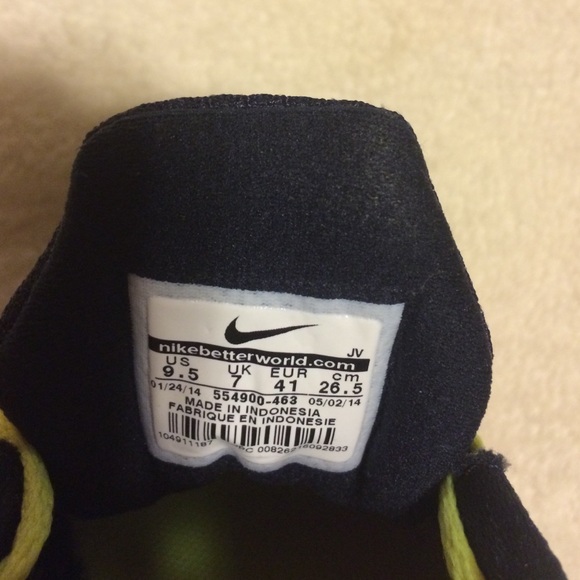 nikebetterworld.com JV
US UK EUR cm
9.5 7 41 26.5
01/24/14 554900-463 05/02/14
MADE IN INDONESIA
FABRIQUE EN INDONESIE